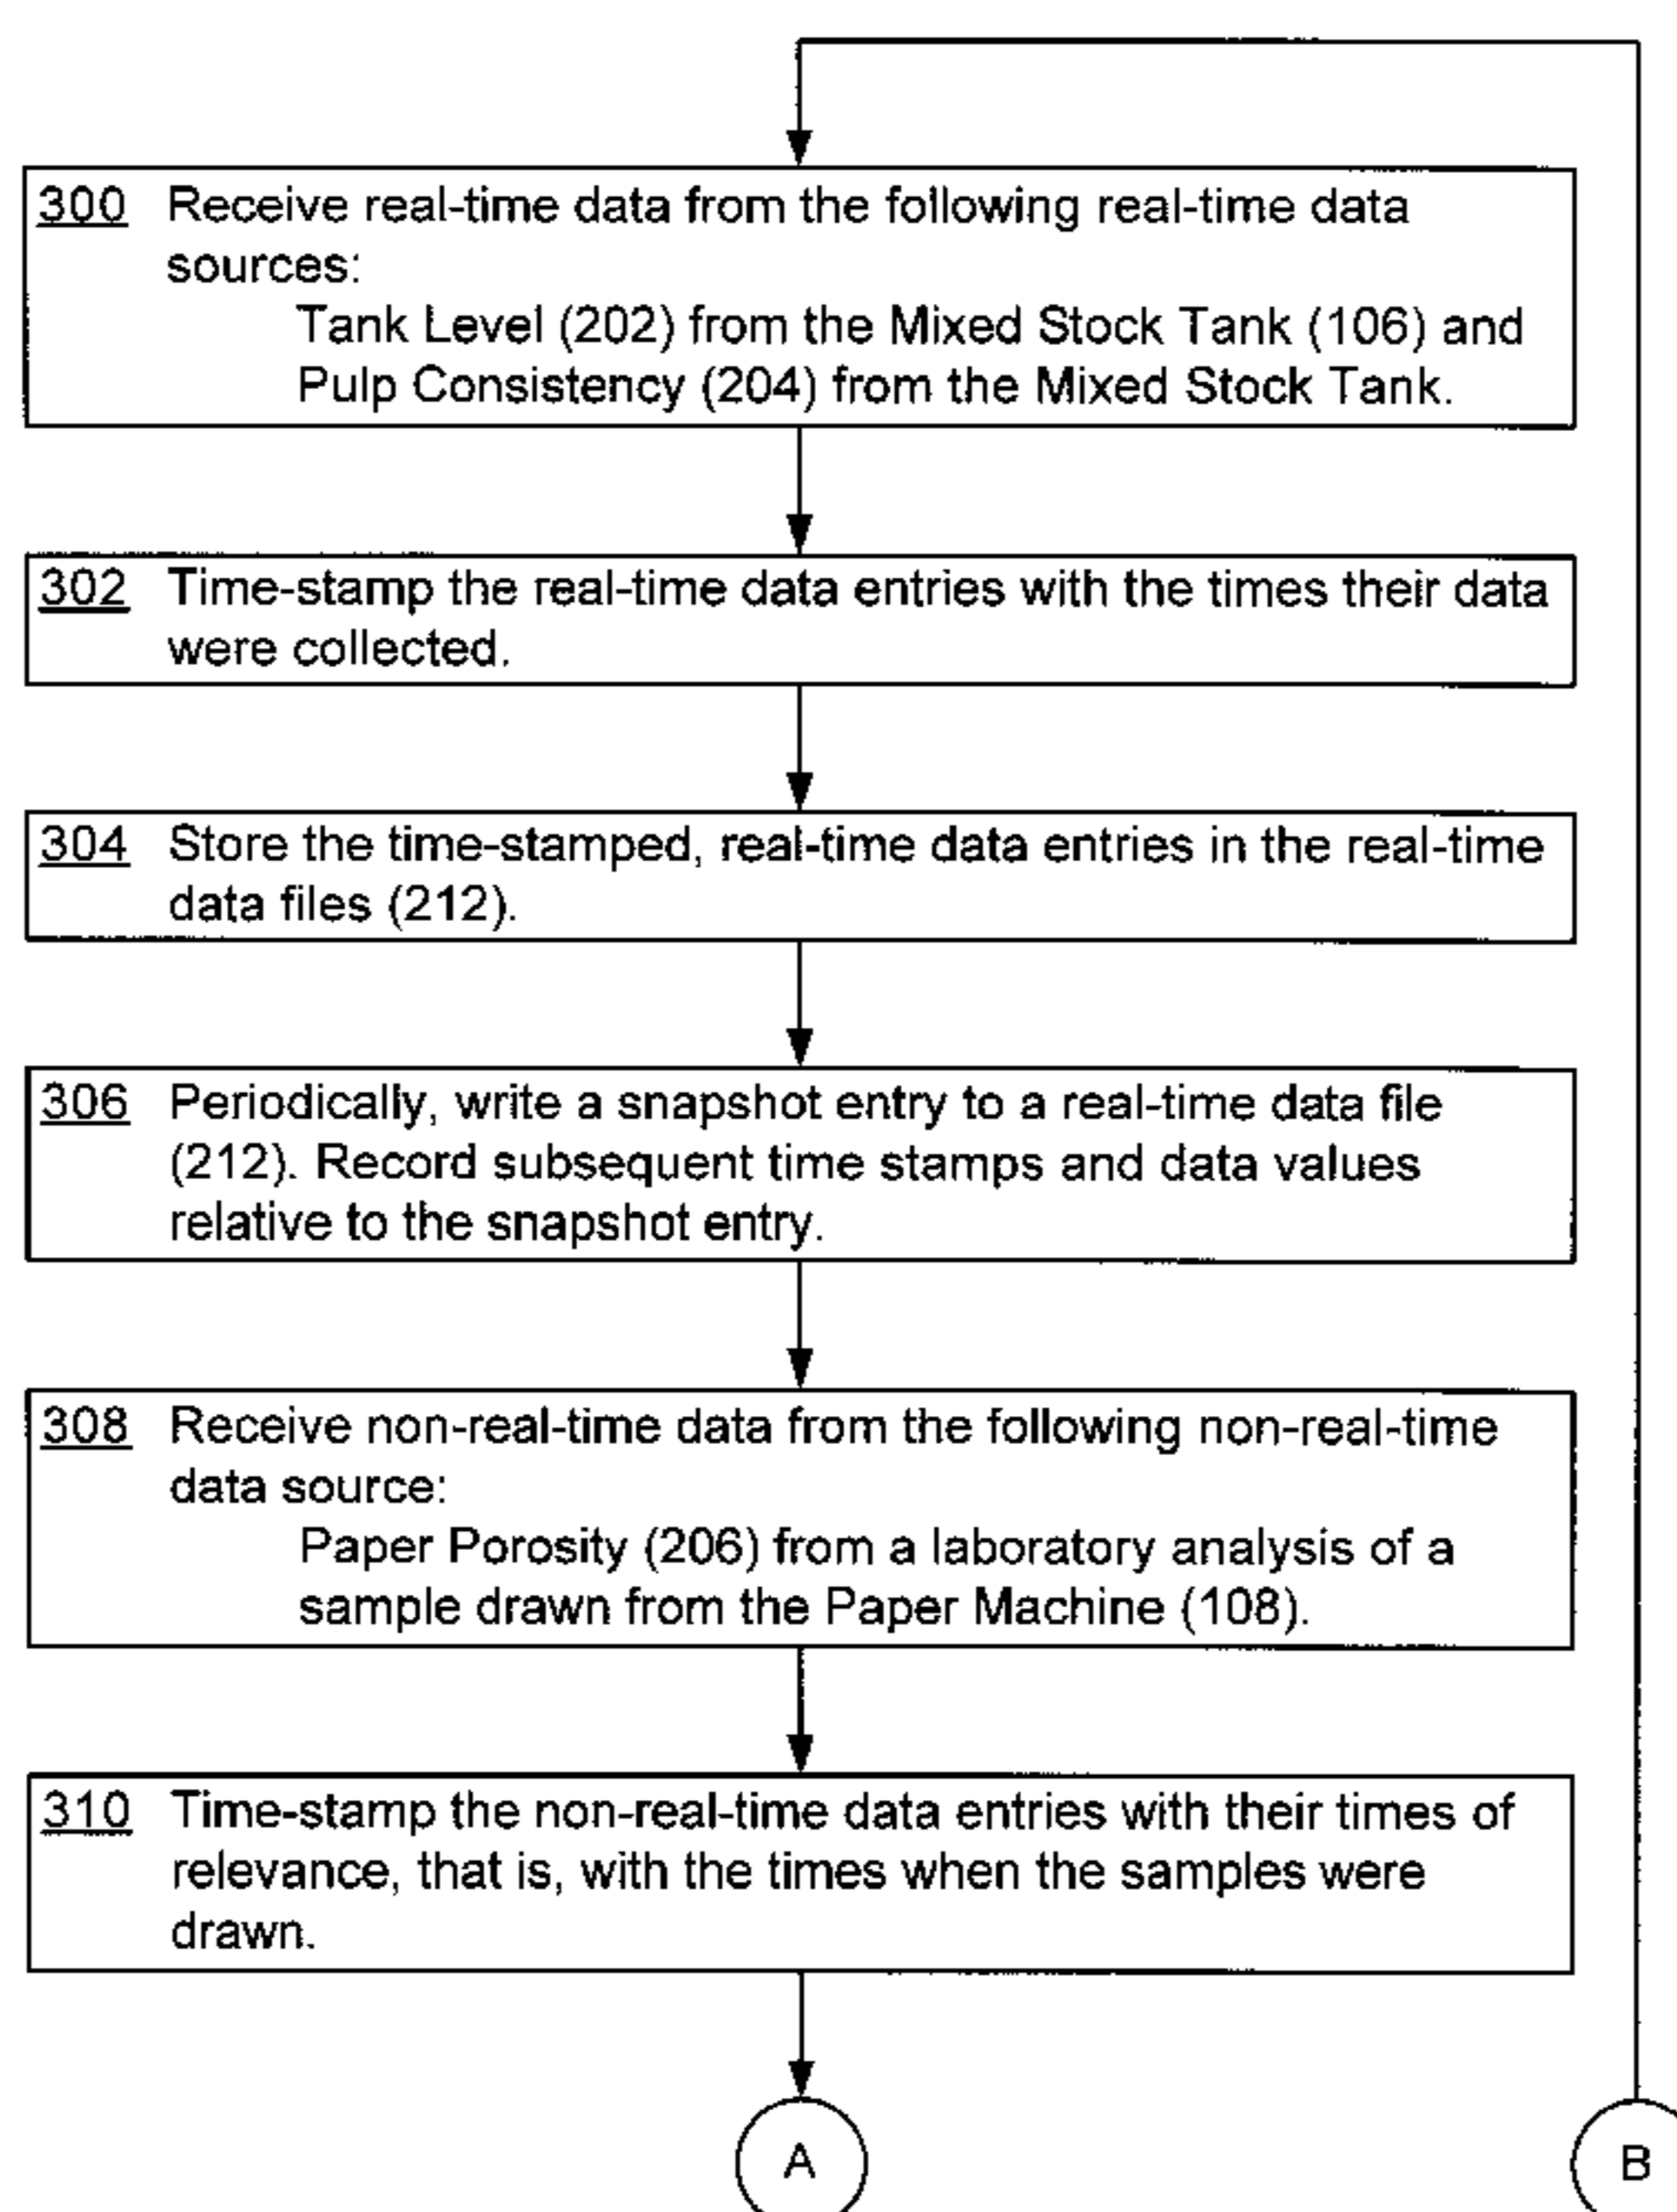 300 Receive real-time data from the following real-time data
sources:
Tank Level (202) from the Mixed Stock Tank (106) and
Pulp Consistency (204) from the Mixed Stock Tank.
302 Time-stamp the real-time data entries with the times their data
were collected.
304 Store the time-stamped, real-time data entries in the real-time
data files (212).
306 Periodically, write a snapshot entry to a real-time data file
(212). Record subsequent time stamps and data values
relative to the snapshot entry.
308 Receive non-real-time data from the following non-real-time
data source:
Paper Porosity (206) from a laboratory analysis of a
sample drawn from the Paper Machine (108).
310 Time-stamp the non-real-time data entries with their times of
relevance, that is, with the times when the samples were
drawn.
A
B